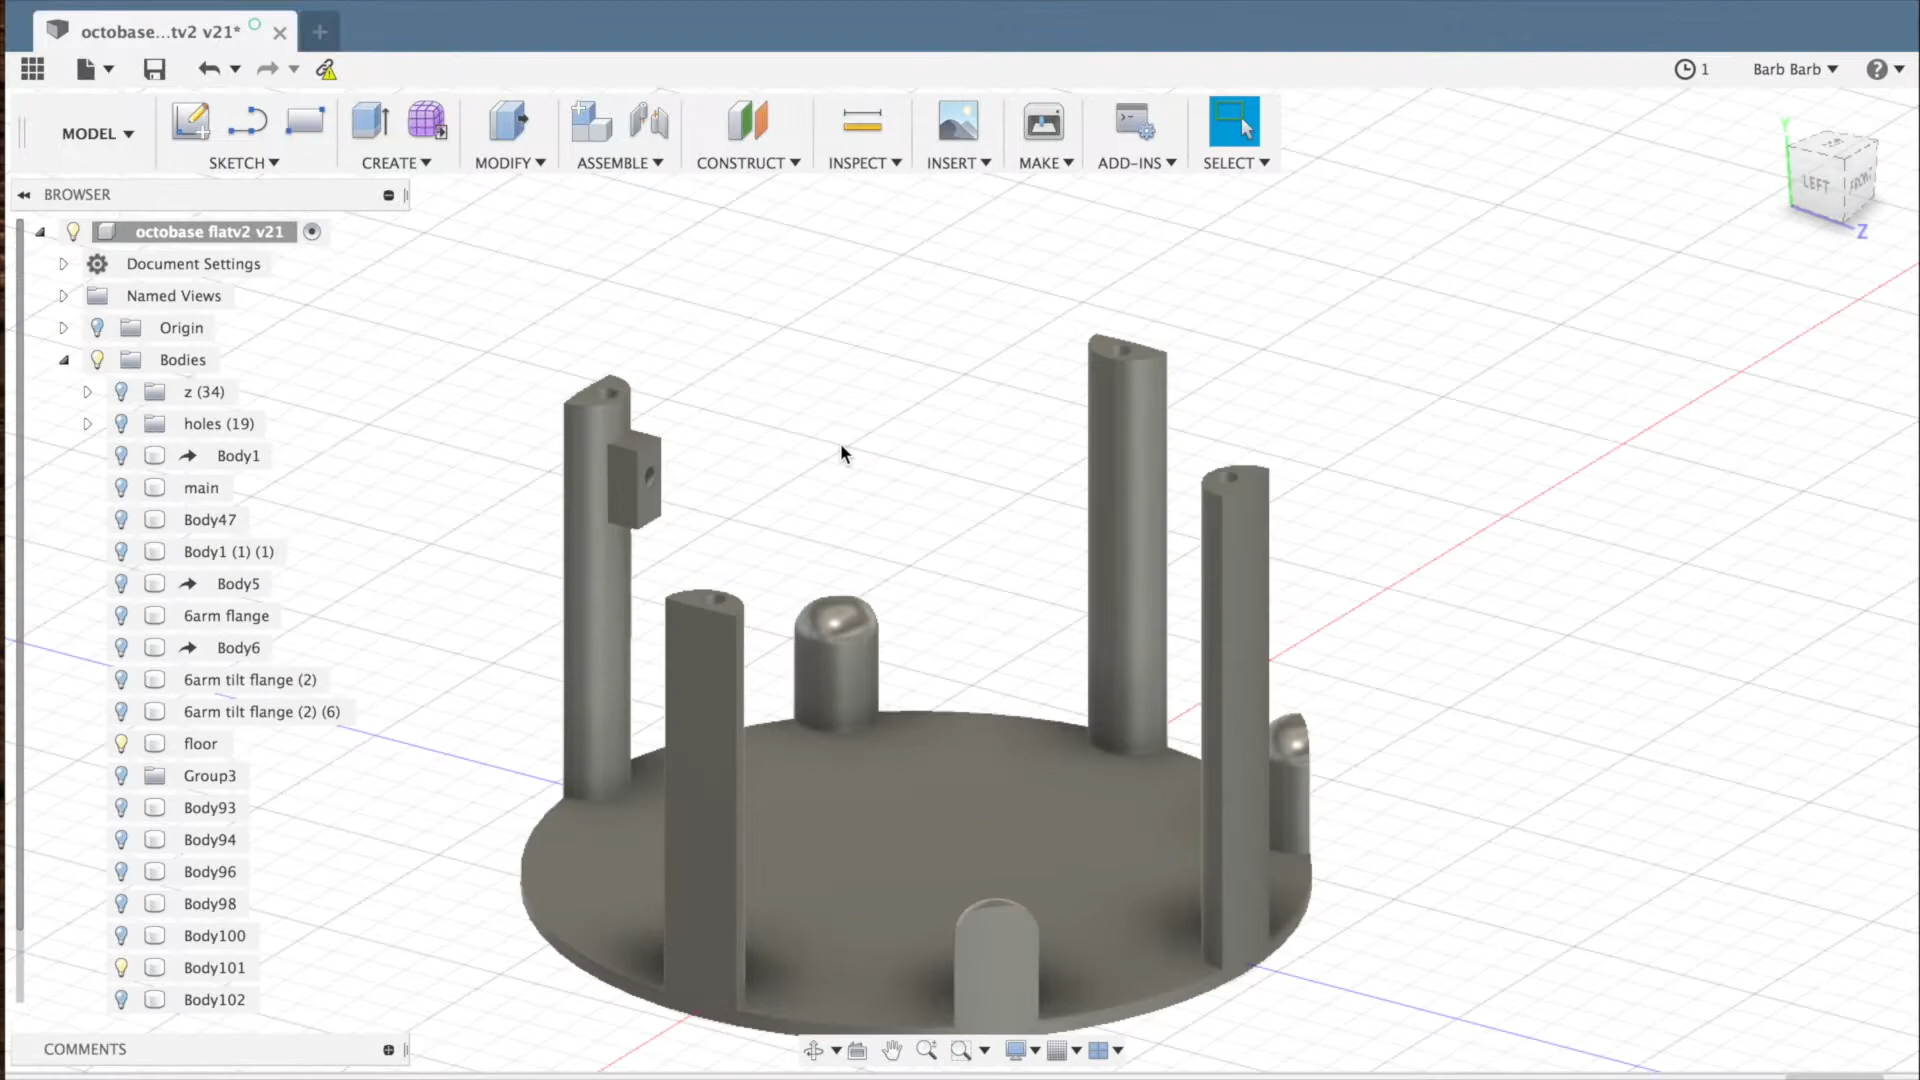 octobase...tv2 v21*
1
Barb Barb
MODEL
SKETCH
CREATE
MODIFY
ASSEMBLE
CONSTRUCT
INSPECT
INSERT
MAKE
ADD-INS
SELECT
BROWSER
octobase flatv2 v21
Document Settings
Named Views
Origin
Bodies
z (34)
holes (19)
Body1
main
Body47
Body1 (1) (1)
Body5
6arm flange
Body6
6arm tilt flange (2)
6arm tilt flange (2) (6)
floor
Group3
Body93
Body94
Body96
Body98
Body100
Body101
Body102
COMMENTS
Y
LEFT
FRONT
Z